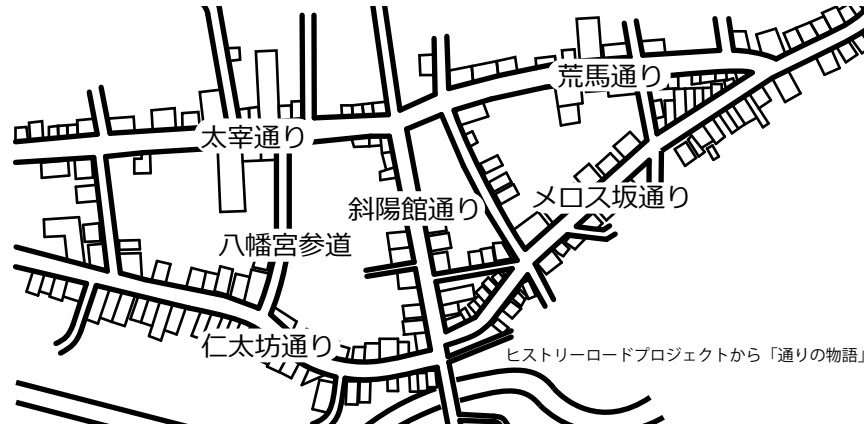 荒馬通り
太宰通り
メロス坂通り
斜陽館通り
八幡宮参道
仁太坊通り
ヒストリーロードプロジェクトから「通りの物語」